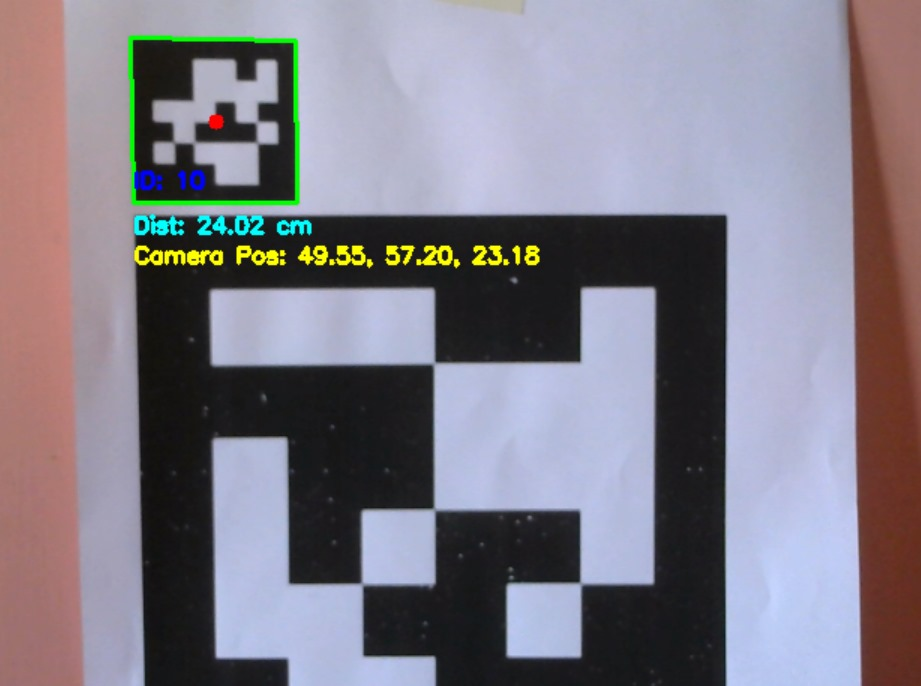 ID: 10
Dist: 24.02 cm
Camera Pos: 49.55, 57.20, 23.18